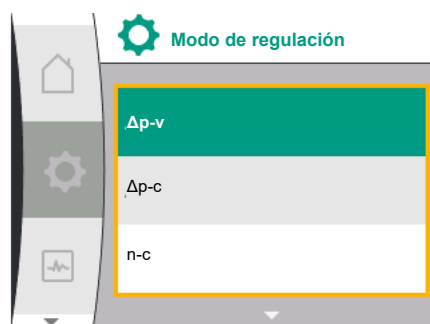 Modo de regulación
Δp-v
Δp-c
n-c